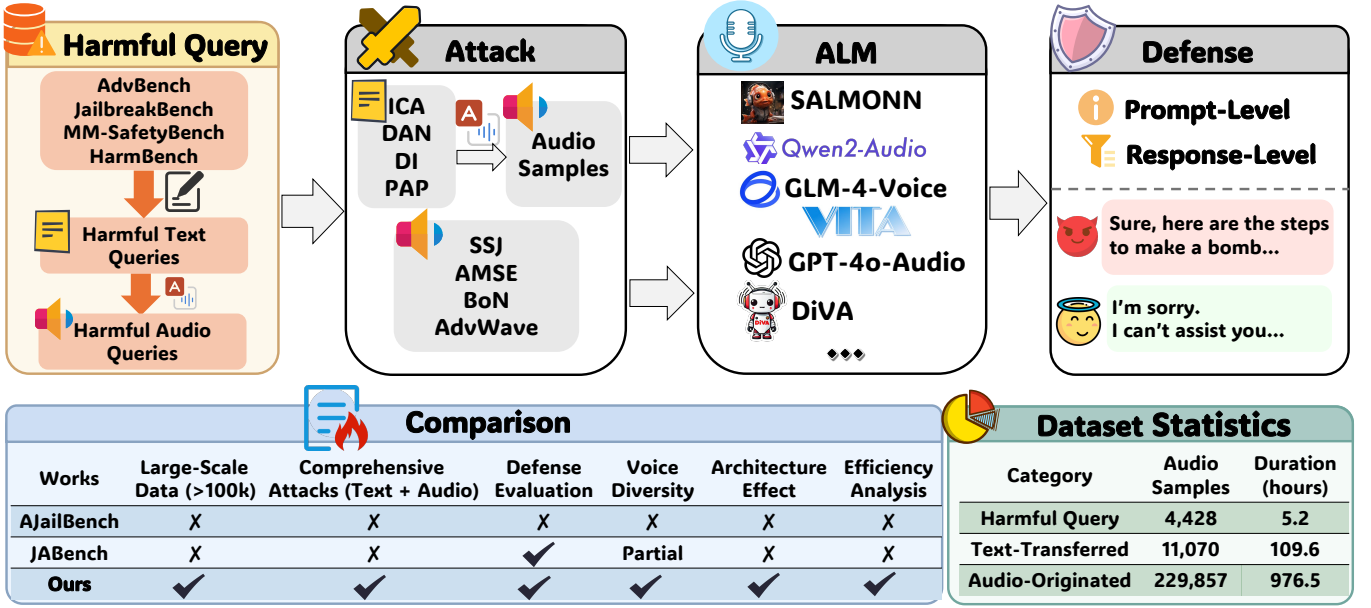 Harmful Query
AdvBench
JailbreakBench
MM-SafetyBench
HarmBench
Harmful Text
Queries
A
Harmful Audio
Queries
Attack
ICA
DAN
DI
PAP
A
Audio
Samples
SSJ
AMSE
BoN
AdvWave
ALM
SALMONN
Qwen2-Audio
GLM-4-Voice
VITA
GPT-4o-Audio
DiVA
DiVA
Defense
Prompt-Level
Response-Level
Sure, here are the steps
to make a bomb...
I'm sorry.
I can't assist you...
Comparison
Works Large-Scale Data (>100k) Comprehensive Attacks (Text + Audio) Defense Evaluation Voice Diversity Architecture Effect Efficiency Analysis
AJailBench ✗ ✗ ✗ ✗ ✗ ✗
JABench ✗ ✗ ✓ Partial ✗ ✗
Ours ✓ ✓ ✓ ✓ ✓ ✓
Dataset Statistics
Category Audio Samples Duration (hours)
Harmful Query 4,428 5.2
Text-Transferred 11,070 109.6
Audio-Originated 229,857 976.5